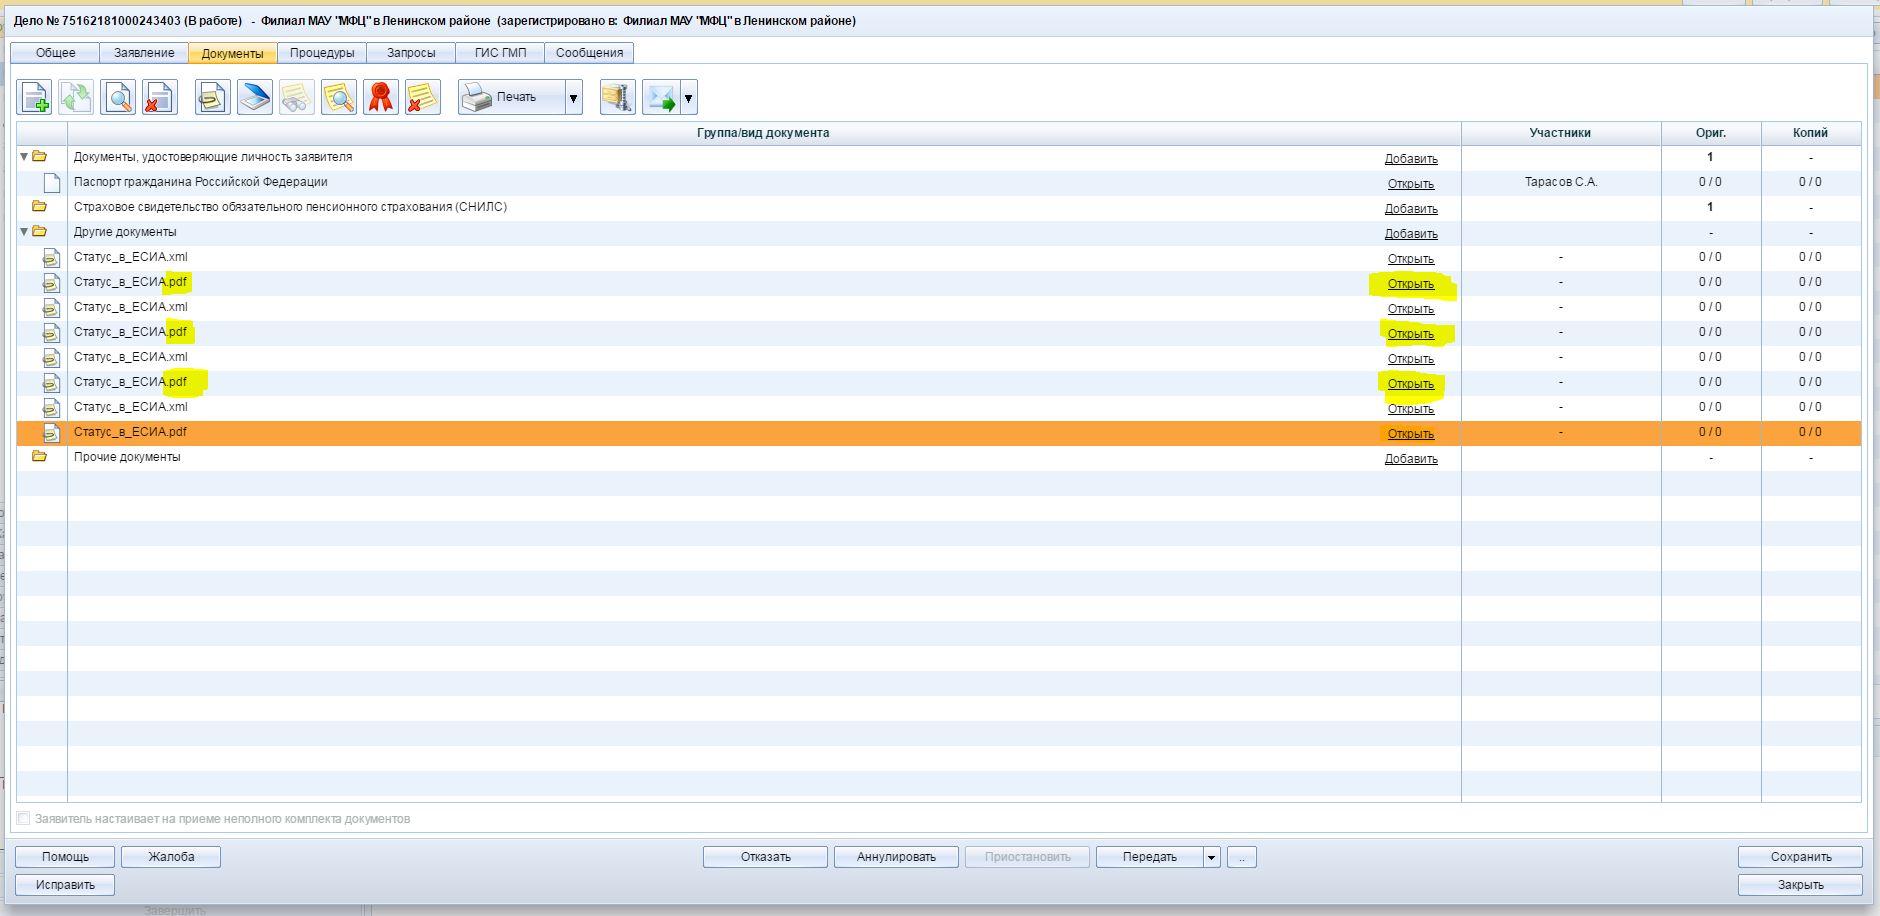 Дело № 75162181000243403 (В работе) - Филиал МАУ "МФЦ" в Ленинском районе (зарегистрировано в: Филиал МАУ "МФЦ" в Ленинском районе)
Общее Заявление Документы Процедуры Запросы ГИС ГМП Сообщения
Печать
Группа/вид документа Участники Ориг. Копий
Документы, удостоверяющие личность заявителя Добавить 1 -
Паспорт гражданина Российской Федерации Открыть Тарасов С.А. 0 / 0 0 / 0
Страховое свидетельство обязательного пенсионного страхования (СНИЛС) Добавить 1 -
Другие документы Добавить - -
Статус_в_ЕСИА.xml Открыть - 0 / 0 0 / 0
Статус_в_ЕСИА.pdf Открыть - 0 / 0 0 / 0
Статус_в_ЕСИА.xml Открыть - 0 / 0 0 / 0
Статус_в_ЕСИА.pdf Открыть - 0 / 0 0 / 0
Статус_в_ЕСИА.xml Открыть - 0 / 0 0 / 0
Статус_в_ЕСИА.pdf Открыть - 0 / 0 0 / 0
Статус_в_ЕСИА.xml Открыть - 0 / 0 0 / 0
Статус_в_ЕСИА.pdf Открыть - 0 / 0 0 / 0
Прочие документы Добавить - -
Заявитель настаивает на приеме неполного комплекта документов
Помощь Жалоба Отказать Аннулировать Приостановить Передать .. Сохранить
Исправить Закрыть
Завершить